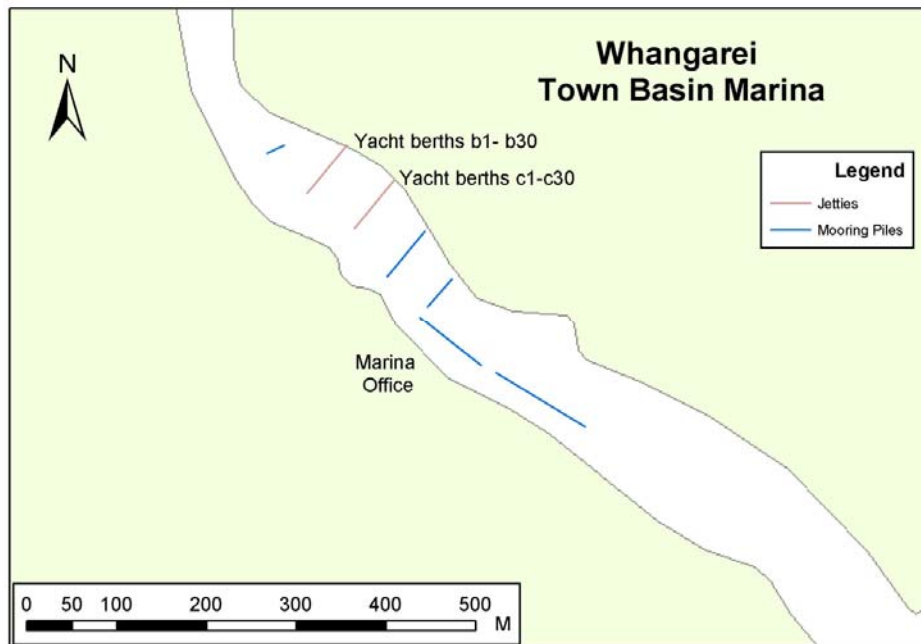 Whangarei
Town Basin Marina
N
Yacht berths b1- b30
Yacht berths c1-c30
Legend
Jetties
Mooring Piles
Marina
Office
0 50 100 200 300 400 500
M